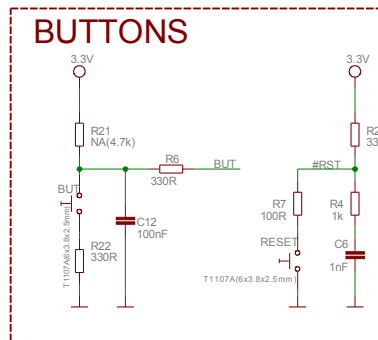 BUTTONS
3.3V
3.3V
R21
NA(4.7k)
R6
330R
BUT
#RST
BUT
T1107A(6x3.8x2.5mm)
C12
100nF
R22
330R
R7
100R
R4
1k
RESET
T1107A(6x3.8x2.5mm)
C6
1nF